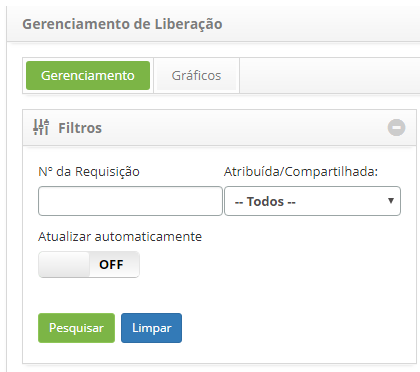 Gerenciamento de Liberação
Gerenciamento Gráficos
Filtros
Nº da Requisição Atribuída/Compartilhada:
-- Todos --
Atualizar automaticamente
OFF
Pesquisar Limpar